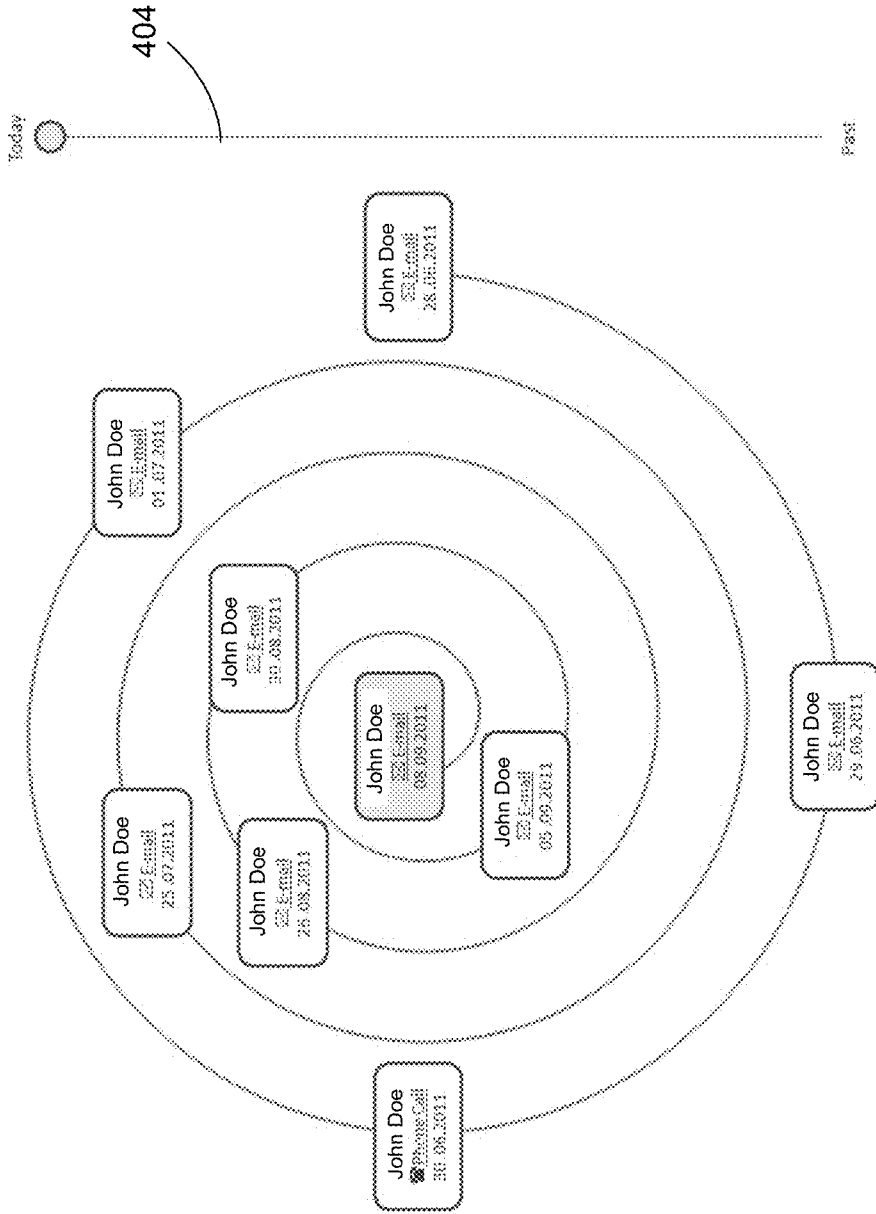 John Doe
Phone Call
30.06.2011
John Doe
E-mail
25.07.2011
John Doe
E-mail
26.08.2011
John Doe
E-mail
05.09.2011
John Doe
E-mail
08.09.2011
John Doe
E-mail
29.06.2011
John Doe
E-mail
30.08.2011
John Doe
E-mail
01.07.2011
John Doe
E-mail
28.06.2011
Past
Today
404